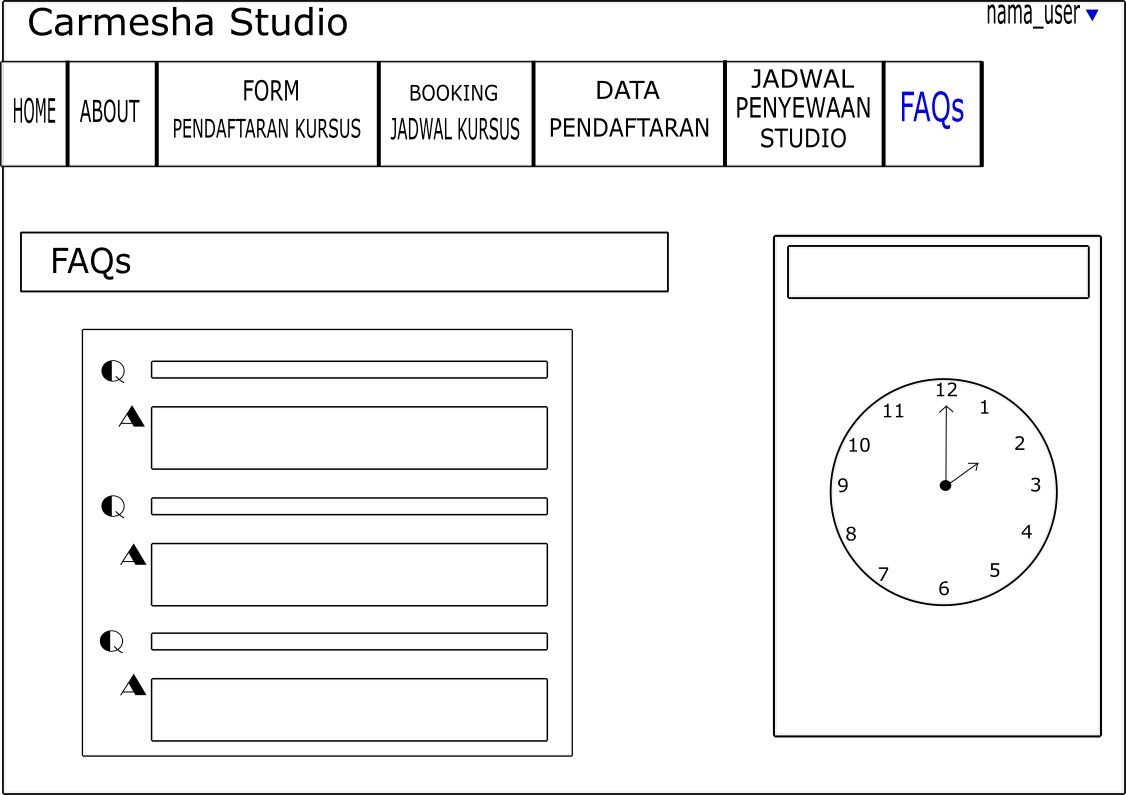 Carmesha Studio
nama_user
HOME
ABOUT
FORM
PENDAFTARAN KURSUS
BOOKING
JADWAL KURSUS
DATA
PENDAFTARAN
JADWAL
PENYEWAAN
STUDIO
FAQs
FAQs
Q
A
Q
A
Q
A
12
1
2
3
4
5
6
7
8
9
10
11